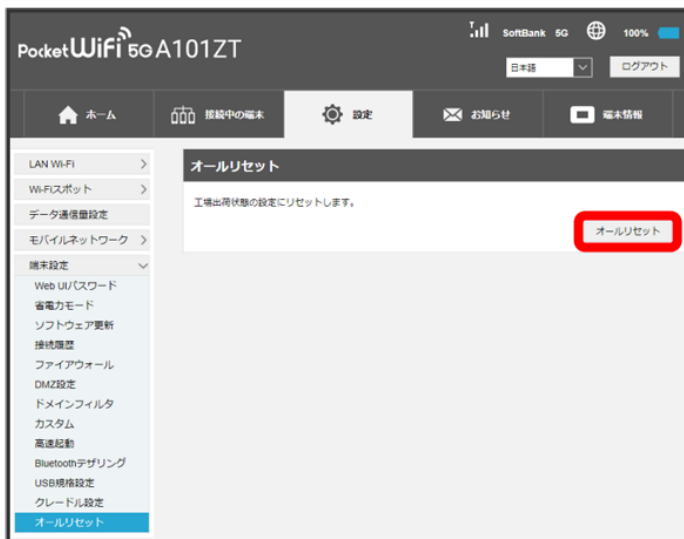 SoftBank 5G 100%
Pocket WiFi 5G A101ZT
日本語 ログアウト
ホーム 接続中の端末 設定 お知らせ 端末情報
LAN Wi-Fi
オールリセット
Wi-Fiスポット
工場出荷状態の設定にリセットします。
データ通信量設定
オールリセット
モバイルネットワーク
端末設定
Web UIパスワード
省電力モード
ソフトウェア更新
接続履歴
ファイアウォール
DMZ設定
ドメインフィルタ
カスタム
高速起動
Bluetoothテザリング
USB規格設定
クレードル設定
オールリセット